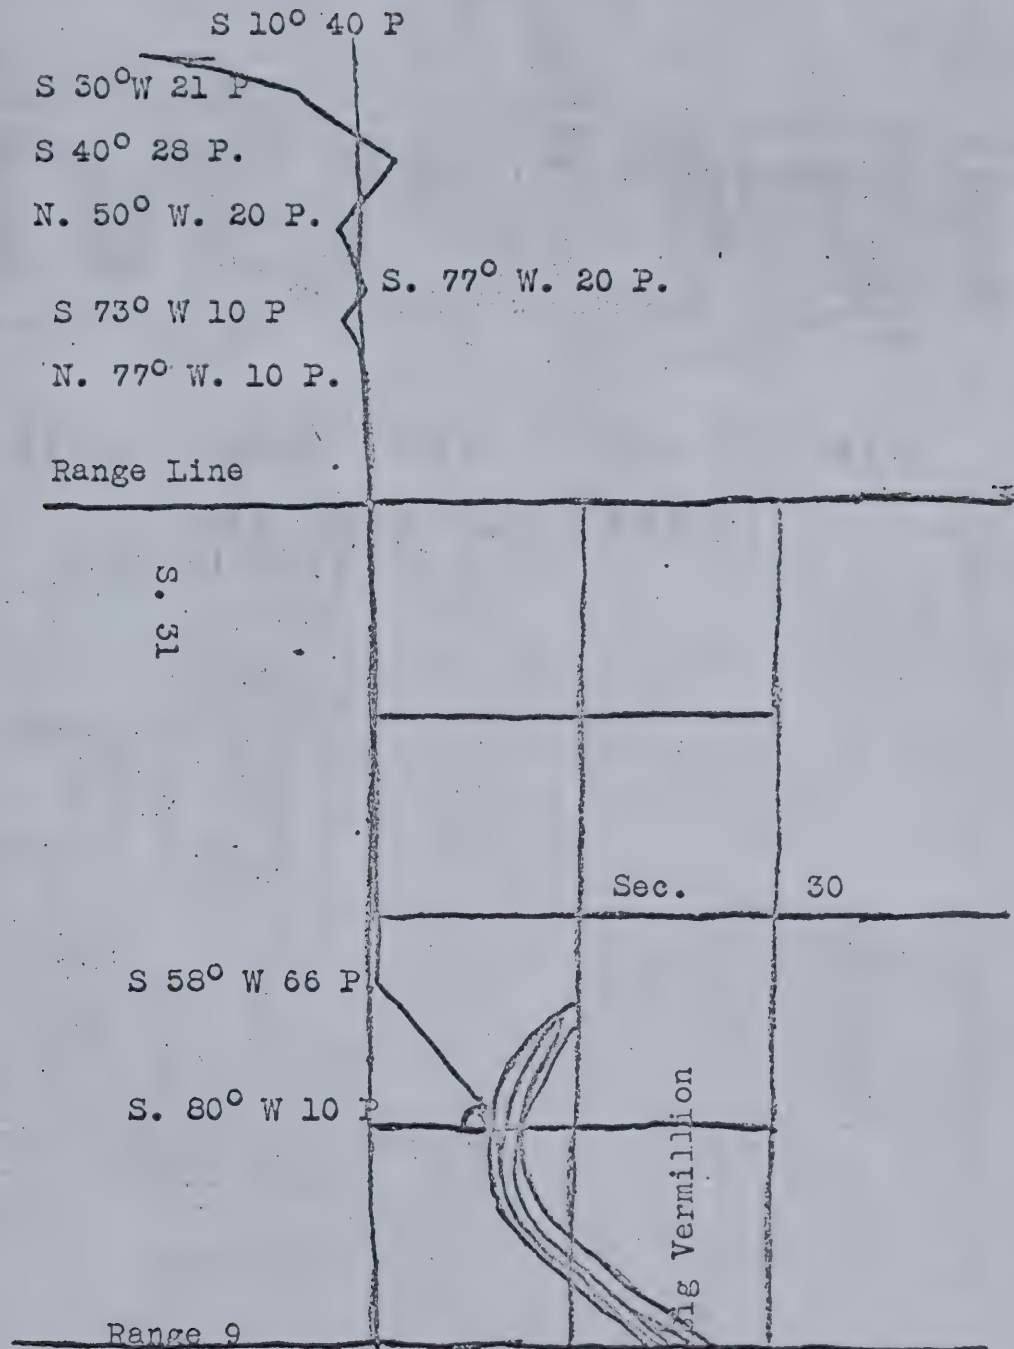 S 10° 40 P
S 30°W 21 P
S 40° 28 P.
N. 50° W. 20 P.
S. 77° W. 20 P.
S 73° W 10 P
N. 77° W. 10 P.
Range Line
S. 31
Sec. 30
S 58° W 66 P
S. 80° W 10 P
ig Vermillion
Range 9